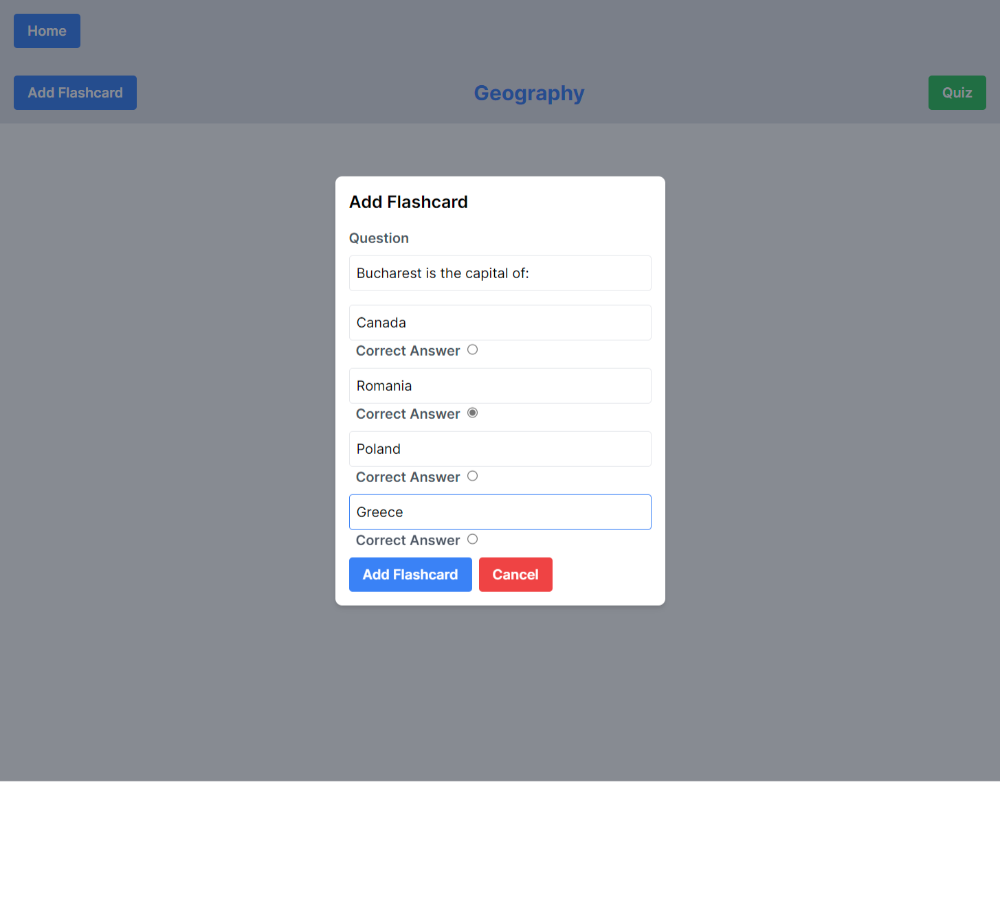 Home
Add Flashcard
Geography
Quiz
Add Flashcard
Question
Bucharest is the capital of:
Canada
Correct Answer
Romania
Correct Answer
Poland
Correct Answer
Greece
Correct Answer
Add Flashcard
Cancel